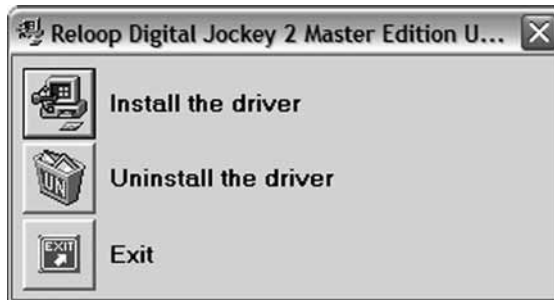 Reloop Digital Jockey 2 Master Edition U...
Install the driver
UN
Uninstall the driver
EXIT
Exit